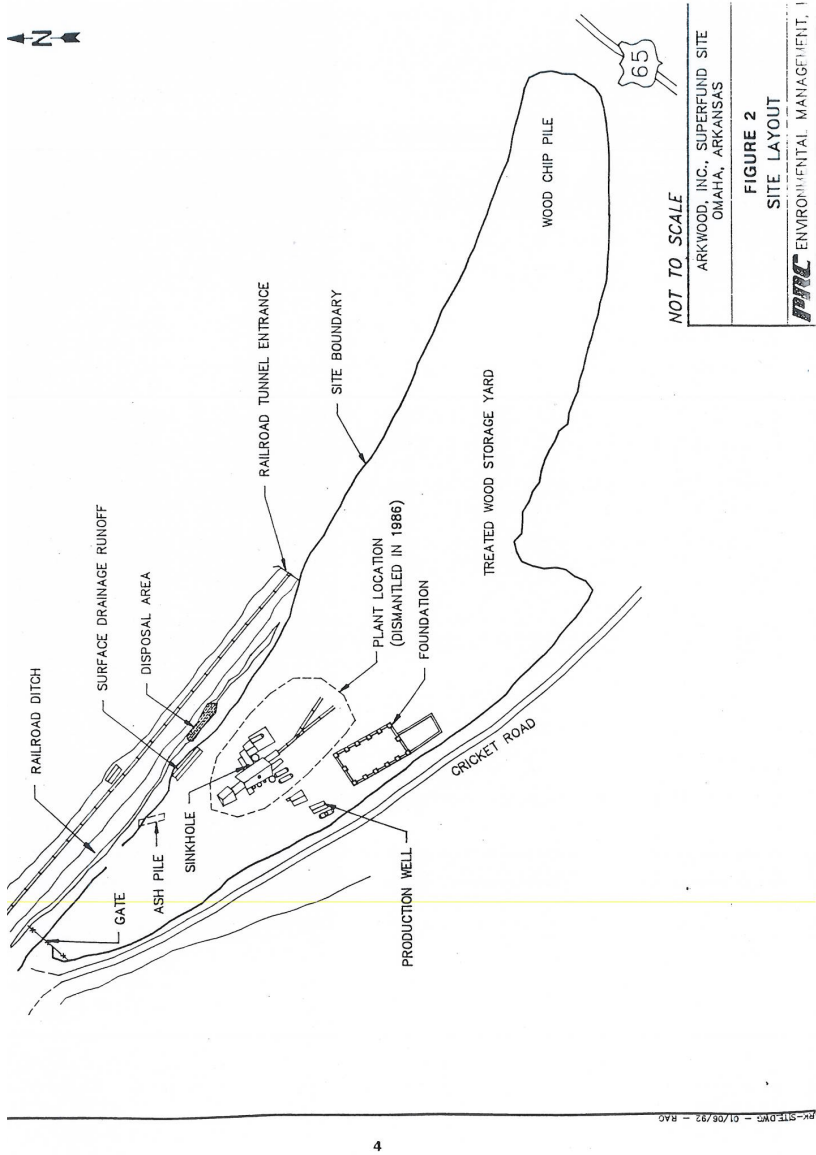 N
RAILROAD DITCH
SURFACE DRAINAGE RUNOFF
DISPOSAL AREA
RAILROAD TUNNEL ENTRANCE
SITE BOUNDARY
GATE
ASH PILE
SINKHOLE
PLANT LOCATION
(DISMANTLED IN 1986)
FOUNDATION
PRODUCTION WELL
CRICKET ROAD
TREATED WOOD STORAGE YARD
WOOD CHIP PILE
65
NOT TO SCALE
ARKWOOD, INC., SUPERFUND SITE
OMAHA, ARKANSAS
FIGURE 2
SITE LAYOUT
PRC ENVIRONMENTAL MANAGEMENT, I
RK-SITE.DWG - 01/06/92 - RAG
4